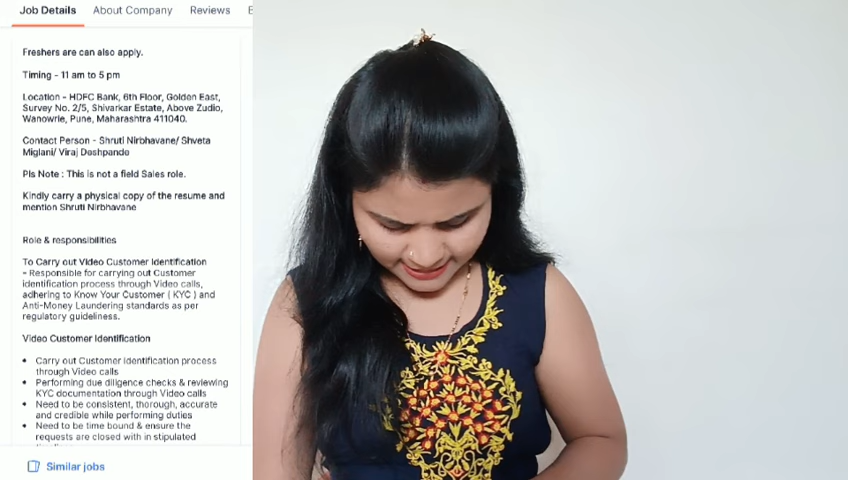 Job Details About Company Reviews
Freshers are can also apply.
Timing - 11 am to 5 pm
Location - HDFC Bank, 6th Floor, Golden East,
Survey No. 2/5, Shivarkar Estate, Above Zudio,
Wanowrie, Pune, Maharashtra 411040.
Contact Person - Shruti Nirbhavane/ Shveta
Miglani/ Viraj Deshpande
Pls Note : This is not a field Sales role.
Kindly carry a physical copy of the resume and
mention Shruti Nirbhavane
Role & responsibilities
To Carry out Video Customer Identification
- Responsible for carrying out Customer
identification process through Video calls,
adhering to Know Your Customer ( KYC ) and
Anti-Money Laundering standards as per
regulatory guideliness.
Video Customer Identification
• Carry out Customer Identification process
through Video calls
• Performing due diligence checks & reviewing
KYC documentation through Video calls
• Need to be consistent, thorough, accurate
and credible while performing duties
• Need to be time bound & ensure the
requests are closed with in stipulated
Similar jobs